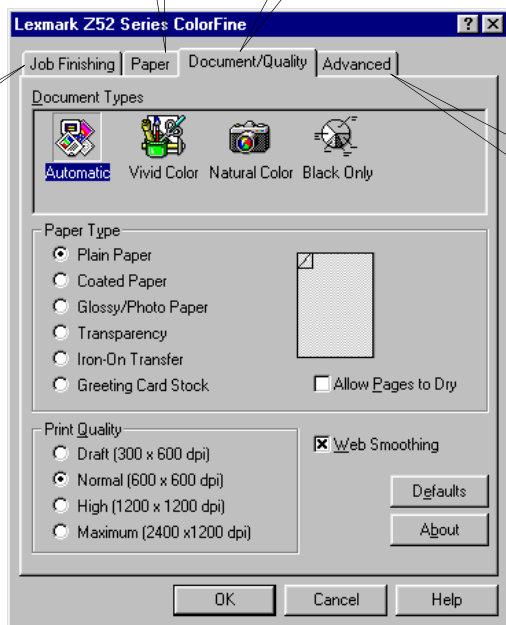 Lexmark Z52 Series ColorFine
Job Finishing Paper Document/Quality Advanced
Document Types
Automatic Vivid Color Natural Color Black Only
Paper Type
Plain Paper
Coated Paper
Glossy/Photo Paper
Transparency
Iron-On Transfer
Greeting Card Stock
Allow Pages to Dry
Print Quality
Draft (300 x 600 dpi)
Normal (600 x 600 dpi)
High (1200 x 1200 dpi)
Maximum (2400 x1200 dpi)
Web Smoothing
Defaults
About
OK Cancel Help